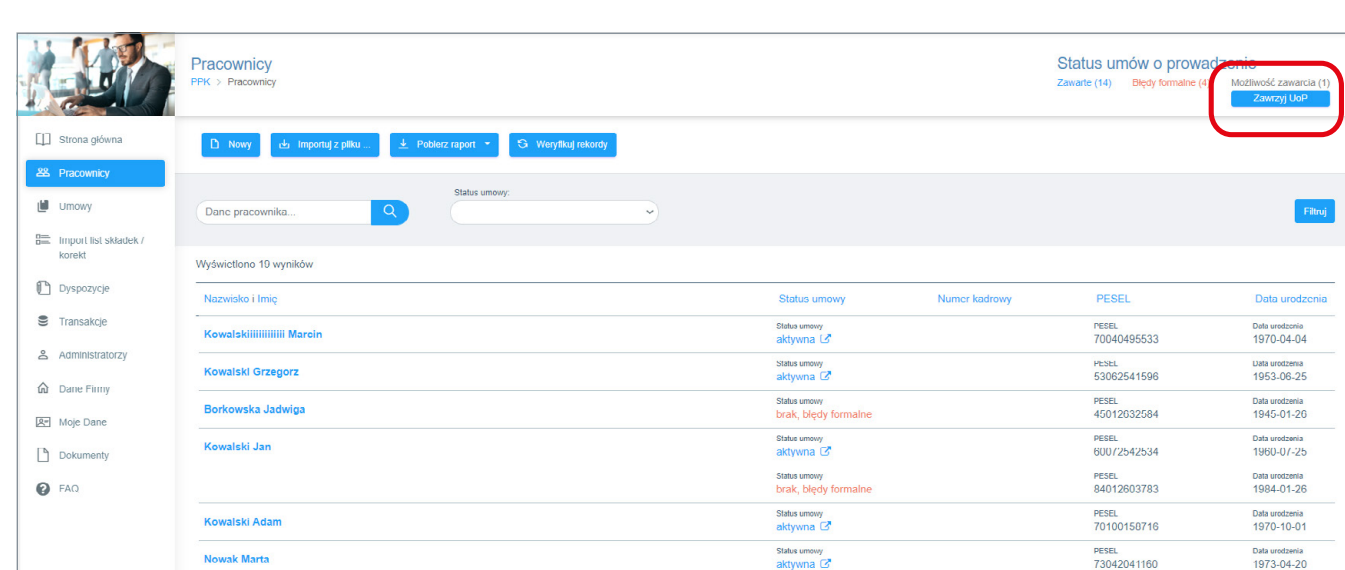 Pracownicy
PPK > Pracownicy
Status umów o prowadzenie
Zawarte (14) Błędy formalne (4) Możliwość zawarcia (1)
Zawrzyj UoP
Strona główna
Pracownicy
Umowy
Import list składek /
korekt
Dyspozycje
Transakcje
Administratorzy
Dane Firmy
Moje Dane
Dokumenty
FAQ
Nowy Importuj z pliku ... Pobierz raport Weryfikuj rekordy
Status umowy:
Dane pracownika...
Filtruj
Wyświetlono 19 wyników
Nazwisko i Imię Status umowy Numer kadrowy PESEL Data urodzenia
Status umowy PESEL Data urodzenia
Kowalskiiiiiiiiiiiii Marcin aktywna 70040495533 1970-04-04
Status umowy PESEL Data urodzenia
Kowalski Grzegorz aktywna 53062541596 1953-06-25
Status umowy PESEL Data urodzenia
Borkowska Jadwiga brak, błędy formalne 45012632584 1945-01-26
Status umowy PESEL Data urodzenia
Kowalski Jan aktywna 60072542534 1960-07-25
Status umowy PESEL Data urodzenia
brak, błędy formalne 84012603783 1984-01-26
Status umowy PESEL Data urodzenia
Kowalski Adam aktywna 70100158716 1970-10-01
Status umowy PESEL Data urodzenia
Nowak Marta aktywna 73042041160 1973-04-20